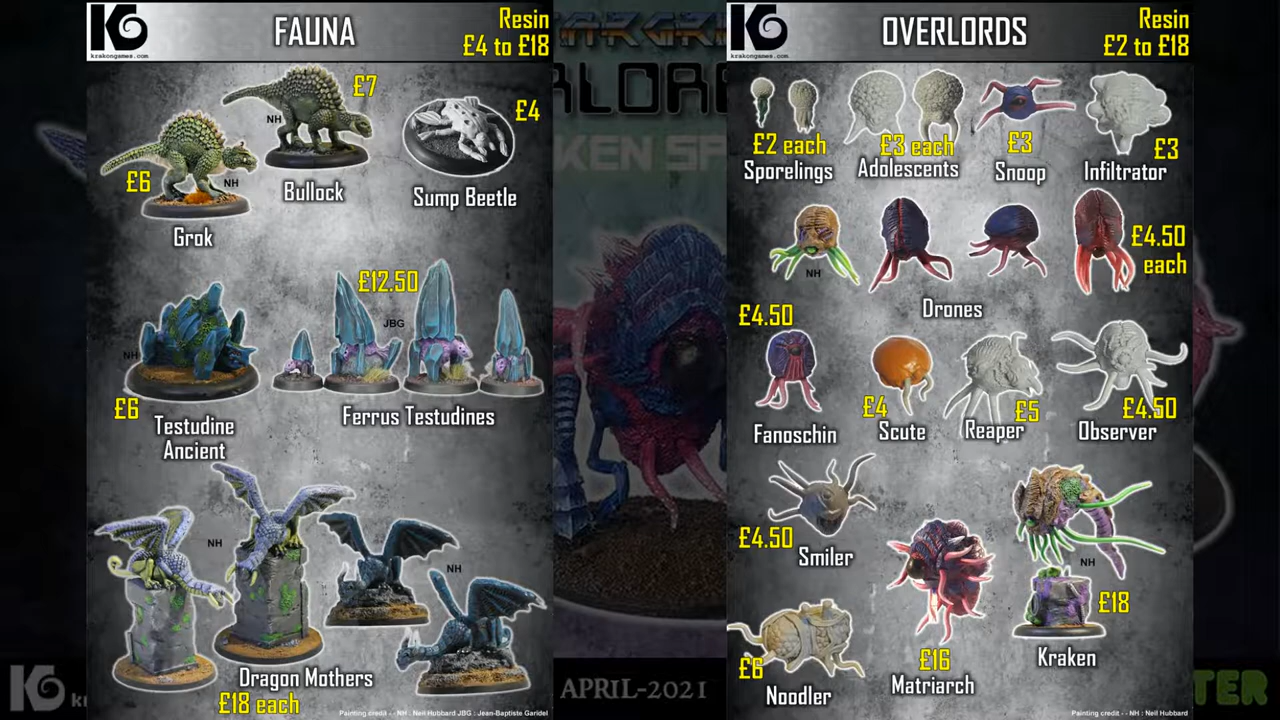 krakongames.com
FAUNA
Resin
£4 to £18
£7
£4
NH
£6
NH
Bullock
Sump Beetle
Grok
£12.50
JBG
NH
£6
Testudine
Ancient
Ferrus Testudines
NH
NH
Dragon Mothers
£18 each
Painting credit - - NH : Neil Hubbard JBG : Jean-Baptiste Garidel
krakongames.com
OVERLORDS
Resin
£2 to £18
£2 each
£3 each
£3
£3
Sporelings
Adolescents
Snoop
Infiltrator
£4.50
each
NH
Drones
£4.50
£4
£5
£4.50
Fanoschin
Scute
Reaper
Observer
£4.50
Smiler
NH
£18
Kraken
£6
Noodler
£16
Matriarch
Painting credit - - NH : Neil Hubbard
APRIL-2021